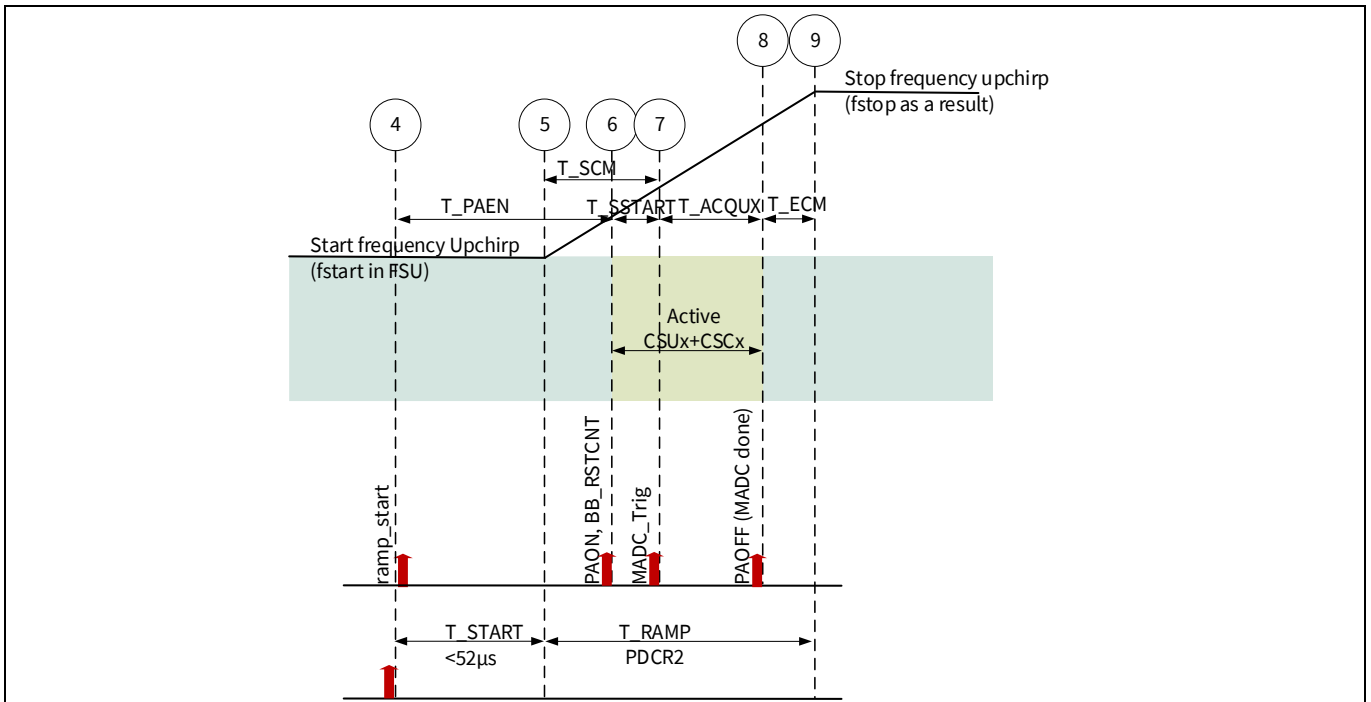 8
9
Stop frequency upchirp
(fstop as a result)
4
5
6
7
T_SCM
T_PAEN
T_SSTART
T_ACQUX
T_ECM
Start frequency Upchirp
(fstart in FSU)
Active
CSUx+CSCx
ramp_start
PAON, BB_RSTCNT
MADC_Trig
PAOFF (MADC done)
T_START
<52µs
T_RAMP
PDCR2